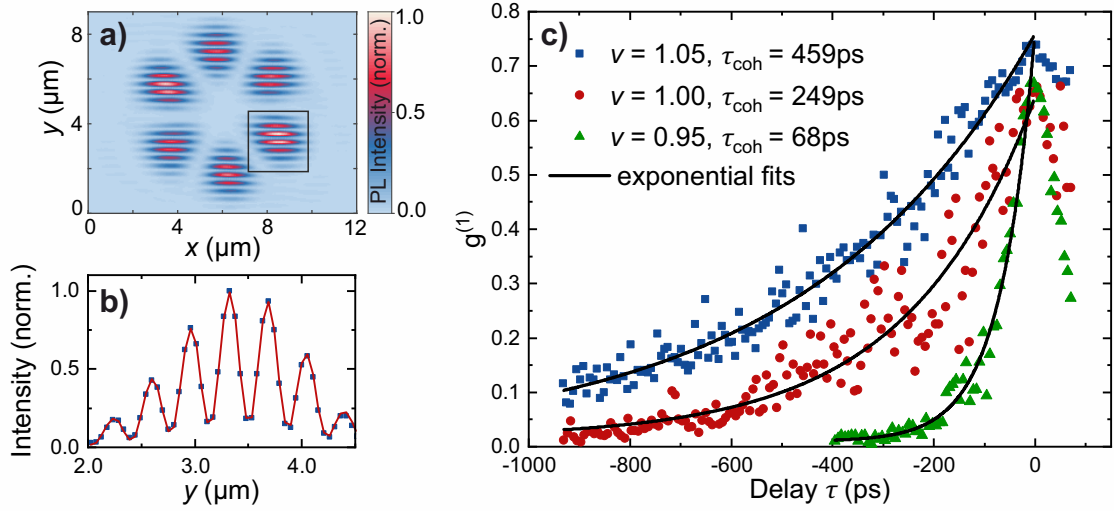 a)
8
4
0
y (μm)
0
4
8
12
x (μm)
PL Intensity (norm.)
1.0
0.5
0.0
b)
1.0
0.5
0.0
Intensity (norm.)
2.0
3.0
4.0
y (μm)
c)
v = 1.05, τcoh = 459ps
v = 1.00, τcoh = 249ps
v = 0.95, τcoh = 68ps
exponential fits
0.8
0.7
0.6
0.5
0.4
0.3
0.2
0.1
0
g(1)
-1000
-800
-600
-400
-200
0
-150
Delay τ (ps)